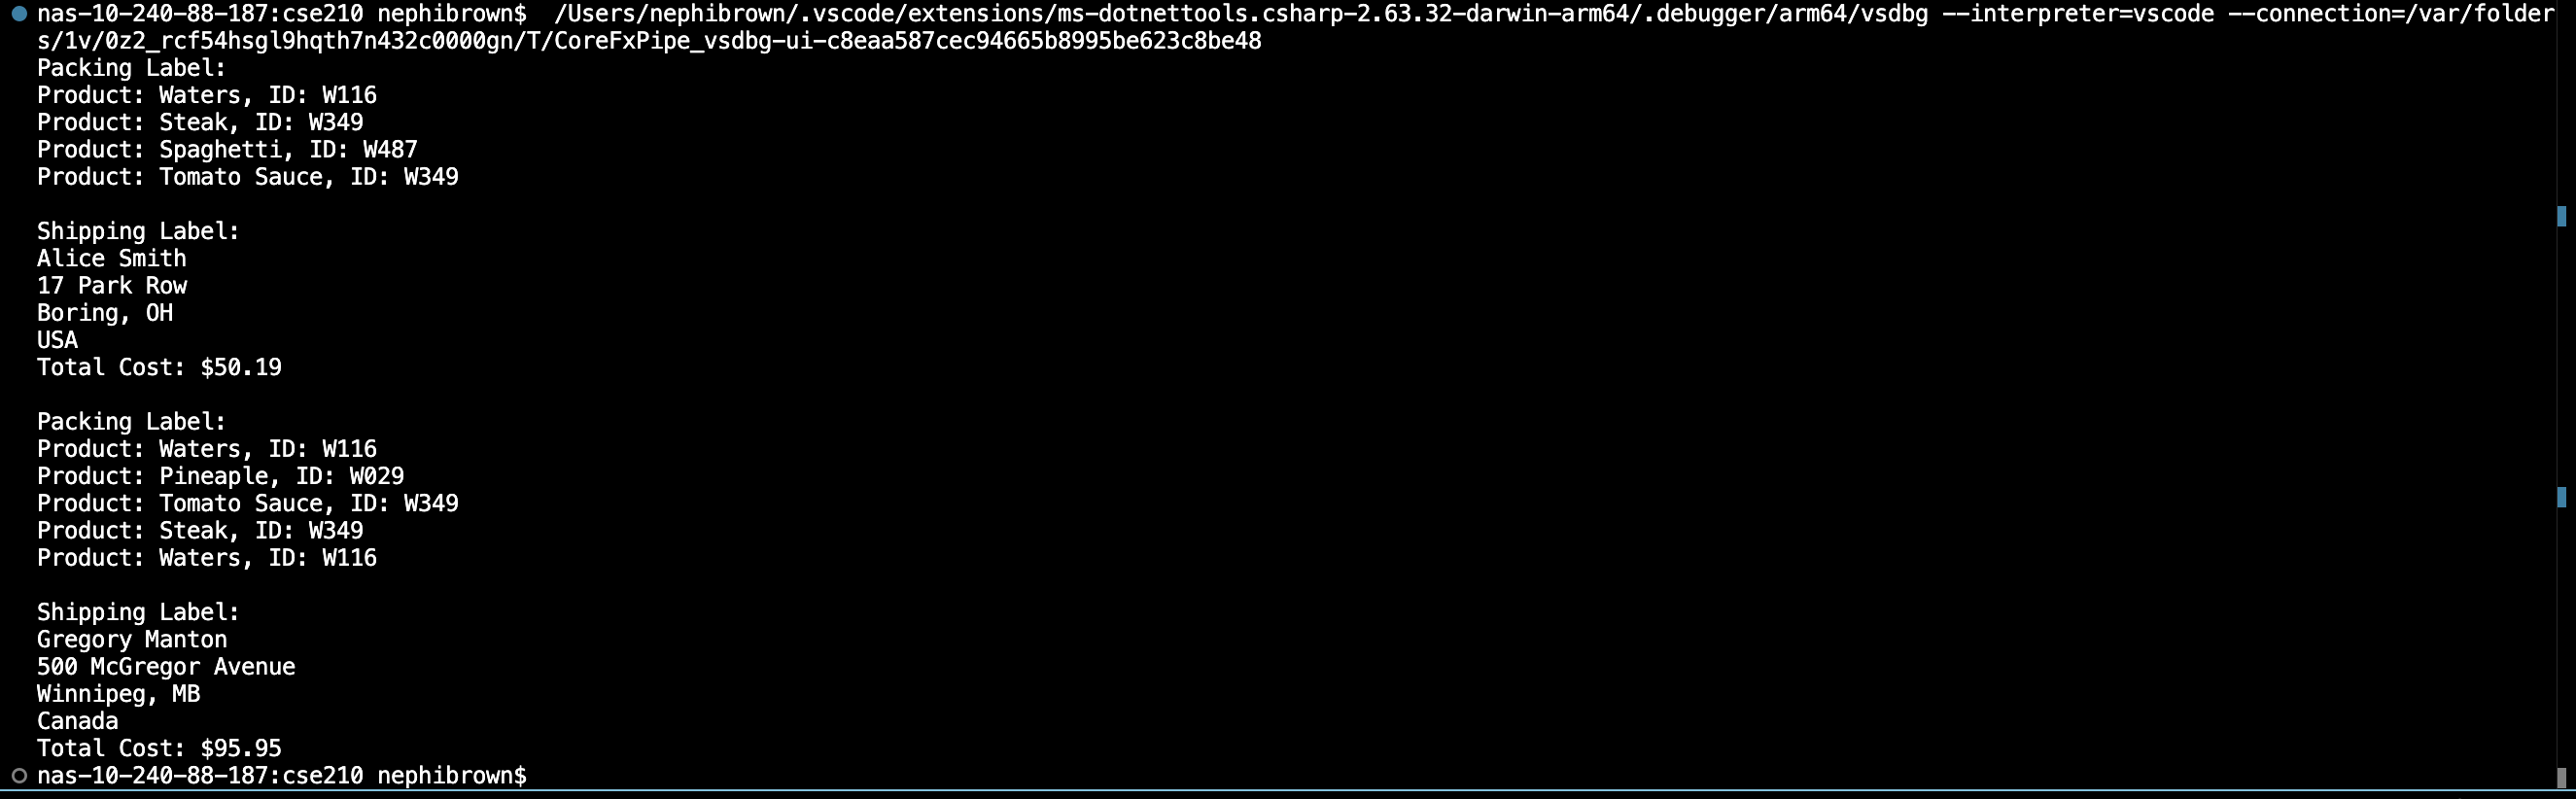 nas-10-240-88-187:cse210 nephibrown$  /Users/nephibrown/.vscode/extensions/ms-dotnettools.csharp-2.63.32-darwin-arm64/.debugger/arm64/vsdbg --interpreter=vscode --connection=/var/folder
s/1v/0z2_rcf54hsgl9hqth7n432c0000gn/T/CoreFxPipe_vsdbg-ui-c8eaa587cec94665b8995be623c8be48
Packing Label:
Product: Waters, ID: W116
Product: Steak, ID: W349
Product: Spaghetti, ID: W487
Product: Tomato Sauce, ID: W349

Shipping Label:
Alice Smith
17 Park Row
Boring, OH
USA
Total Cost: $50.19

Packing Label:
Product: Waters, ID: W116
Product: Pineaple, ID: W029
Product: Tomato Sauce, ID: W349
Product: Steak, ID: W349
Product: Waters, ID: W116

Shipping Label:
Gregory Manton
500 McGregor Avenue
Winnipeg, MB
Canada
Total Cost: $95.95
nas-10-240-88-187:cse210 nephibrown$